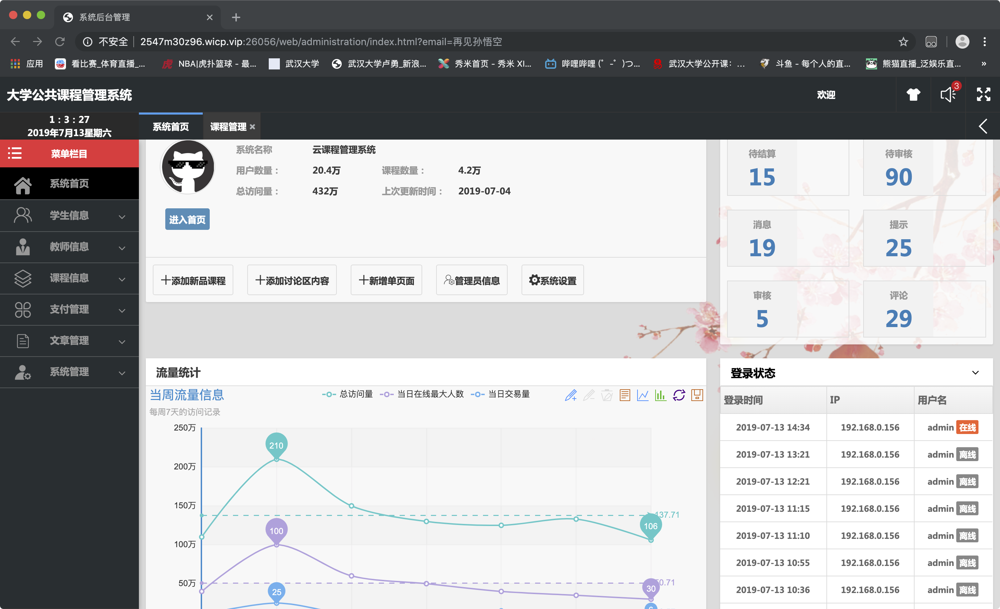 系统后台管理
不安全 2547m30z96.wicp.vip:26056/web/administration/index.html?email=再见孙悟空
应用 看比赛_体育直播_... NBA|虎扑篮球 - 最... 武汉大学 武汉大学卢勇_新浪... 秀米首页 - 秀米 XI... 哔哩哔哩 (゜-゜)つ... 武汉大学公开课：... 斗鱼 - 每个人的直... 熊猫直播_泛娱乐直... »
大学公共课程管理系统 欢迎 3
1 : 3 : 27
2019年7月13星期六
系统首页 课程管理
菜单栏目
系统首页
学生信息
教师信息
课程信息
支付管理
文章管理
系统管理
系统名称 云课程管理系统
用户数量： 20.4万 课程数量： 4.2万
总访问量： 432万 上次更新时间： 2019-07-04
进入首页
添加新品课程 添加讨论区内容 新增单页面 管理员信息 系统设置
待结算 待审核
15 90
消息 提示
19 25
审核 评论
5 29
流量统计
当周流量信息
每周7天的访问记录
总访问量 当日在线最大人数 当日交易量
250万
200万
150万
100万
50万
210
137.71
106
100
30
25
登录状态
登录时间 IP 用户名
2019-07-13 14:34 192.168.0.156 admin 在线
2019-07-13 13:21 192.168.0.156 admin 离线
2019-07-13 12:21 192.168.0.156 admin 离线
2019-07-13 11:15 192.168.0.156 admin 离线
2019-07-13 11:10 192.168.0.156 admin 离线
2019-07-13 10:55 192.168.0.156 admin 离线
2019-07-13 10:36 192.168.0.156 admin 离线